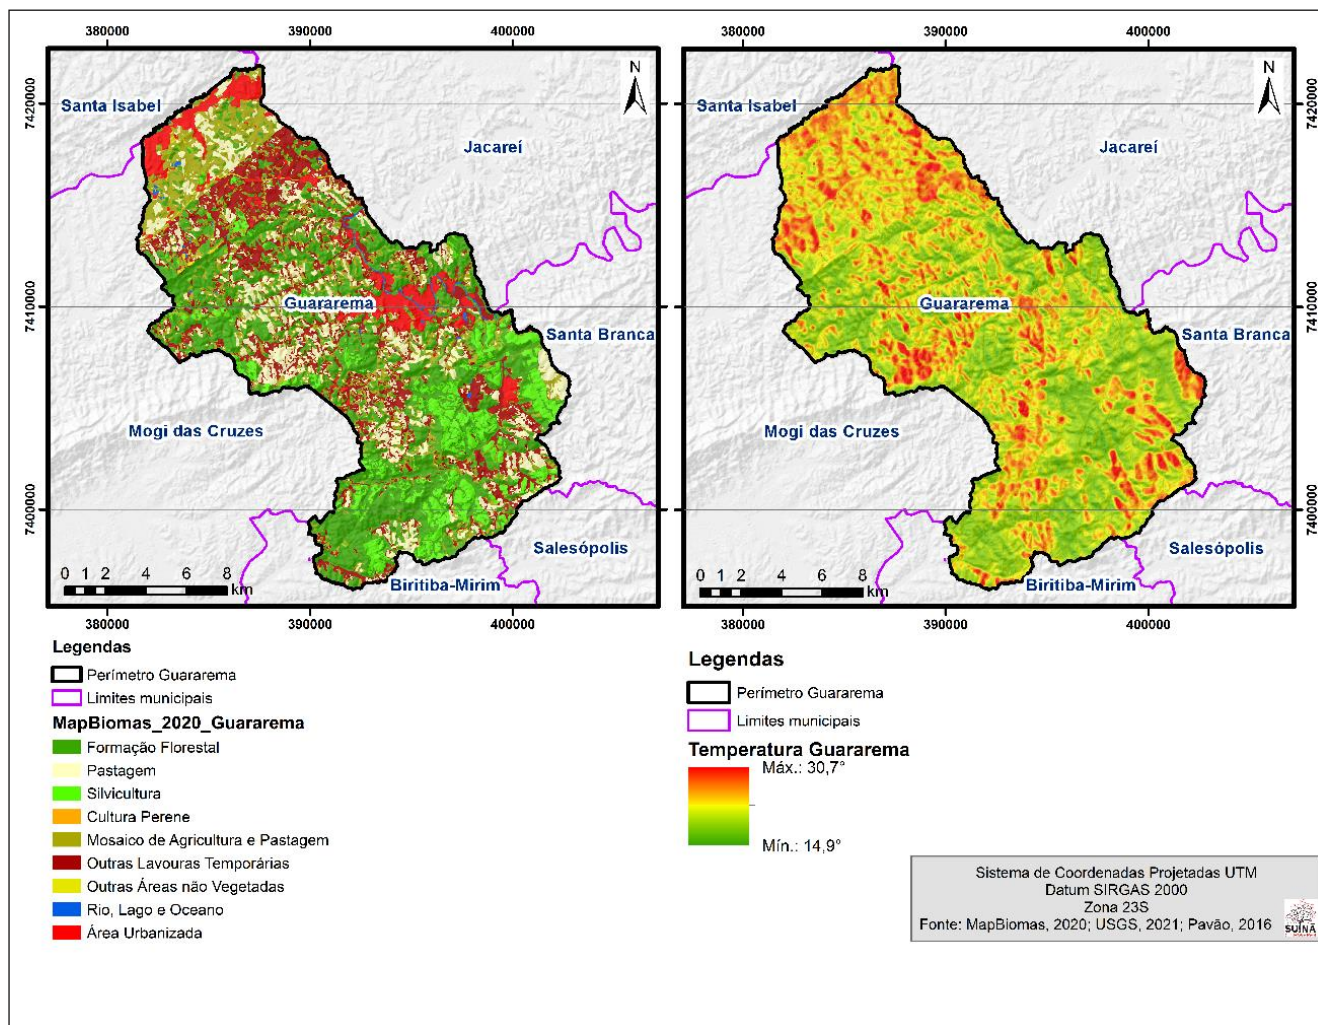 380000
390000
400000
380000
390000
400000
7420000
7410000
7400000
N
Santa Isabel
Jacareí
Guararema
Santa Branca
Mogi das Cruzes
Salesópolis
Biritiba-Mirim
0 1 2 4 6 8
km
380000
390000
400000
N
Santa Isabel
Jacareí
Guararema
Santa Branca
Mogi das Cruzes
Salesópolis
Biritiba-Mirim
0 1 2 4 6 8
km
7420000
7410000
7400000
380000
390000
400000
Legendas
Perímetro Guararema
Limites municipais
MapBiomas_2020_Guararema
Formação Florestal
Pastagem
Silvicultura
Cultura Perene
Mosaico de Agricultura e Pastagem
Outras Lavouras Temporárias
Outras Áreas não Vegetadas
Rio, Lago e Oceano
Área Urbanizada
Legendas
Perímetro Guararema
Limites municipais
Temperatura Guararema
Máx.: 30,7°
Mín.: 14,9°
Sistema de Coordenadas Projetadas UTM
Datum SIRGAS 2000
Zona 23S
Fonte: MapBiomas, 2020; USGS, 2021; Pavão, 2016
SUINÃ